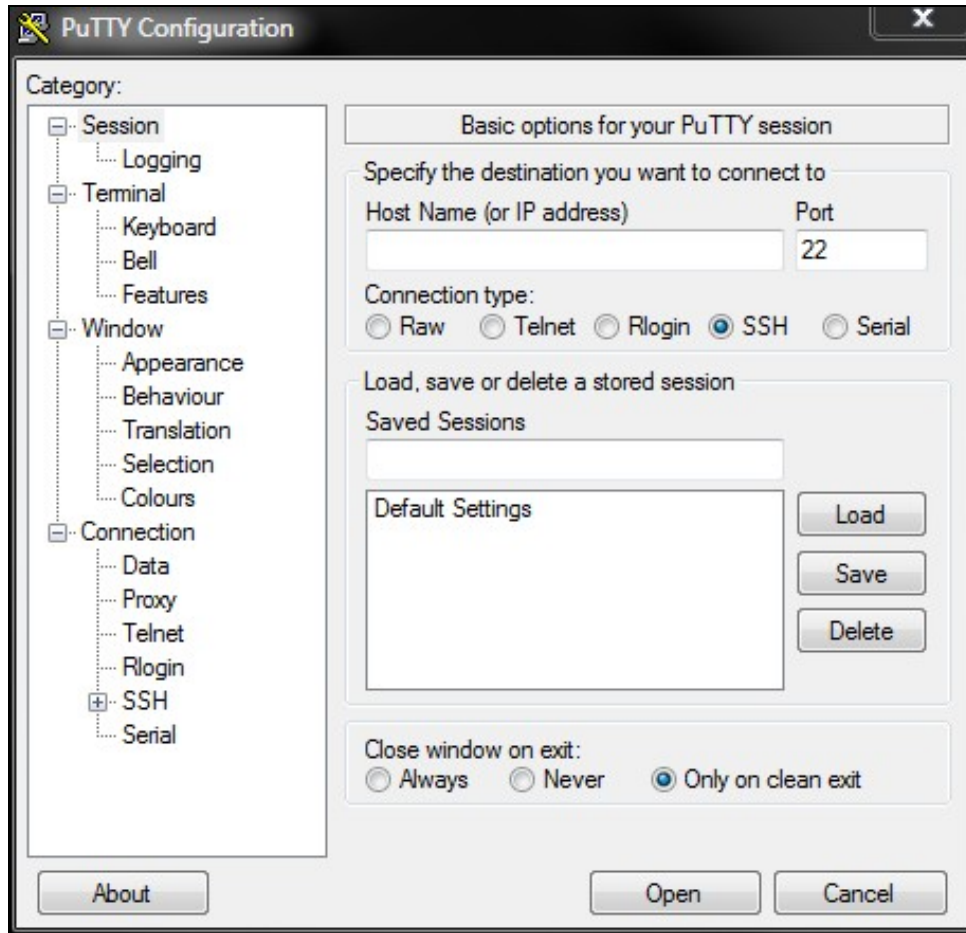 PuTTY Configuration
X
Category:
Session
Logging
Terminal
Keyboard
Bell
Features
Window
Appearance
Behaviour
Translation
Selection
Colours
Connection
Data
Proxy
Telnet
Rlogin
SSH
Serial
Basic options for your PuTTY session
Specify the destination you want to connect to
Host Name (or IP address) Port
22
Connection type:
Raw Telnet Rlogin SSH Serial
Load, save or delete a stored session
Saved Sessions
Default Settings
Load
Save
Delete
Close window on exit:
Always Never Only on clean exit
About Open Cancel